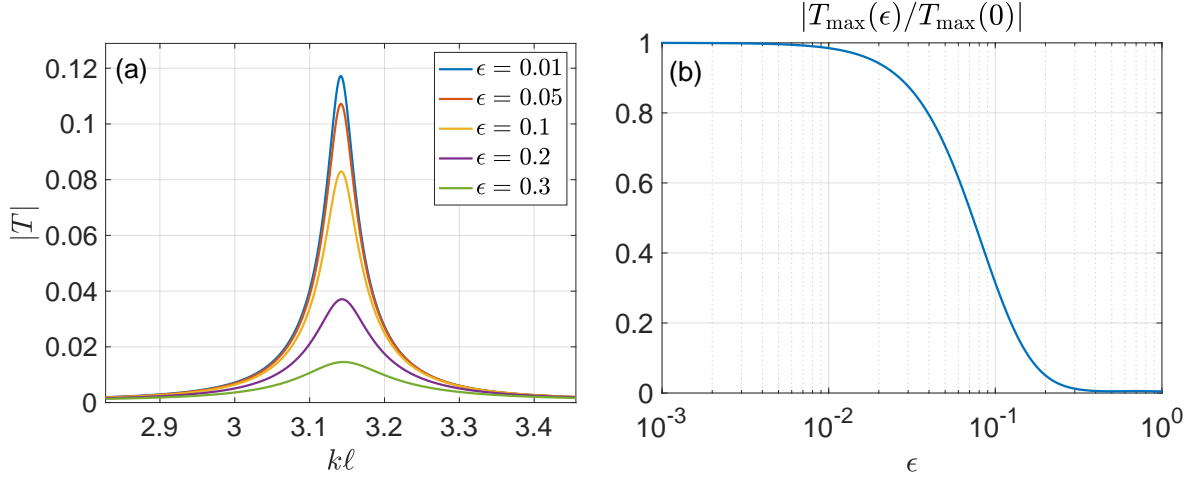 (a)
|T|
0.12
0.1
0.08
0.06
0.04
0.02
0
2.9 3 3.1 3.2 3.3 3.4
kℓ
ϵ = 0.01
ϵ = 0.05
ϵ = 0.1
ϵ = 0.2
ϵ = 0.3
|T_max(ϵ)/T_max(0)|
(b)
1
0.8
0.6
0.4
0.2
0
10^-3 10^-2 10^-1 10^0
ϵ